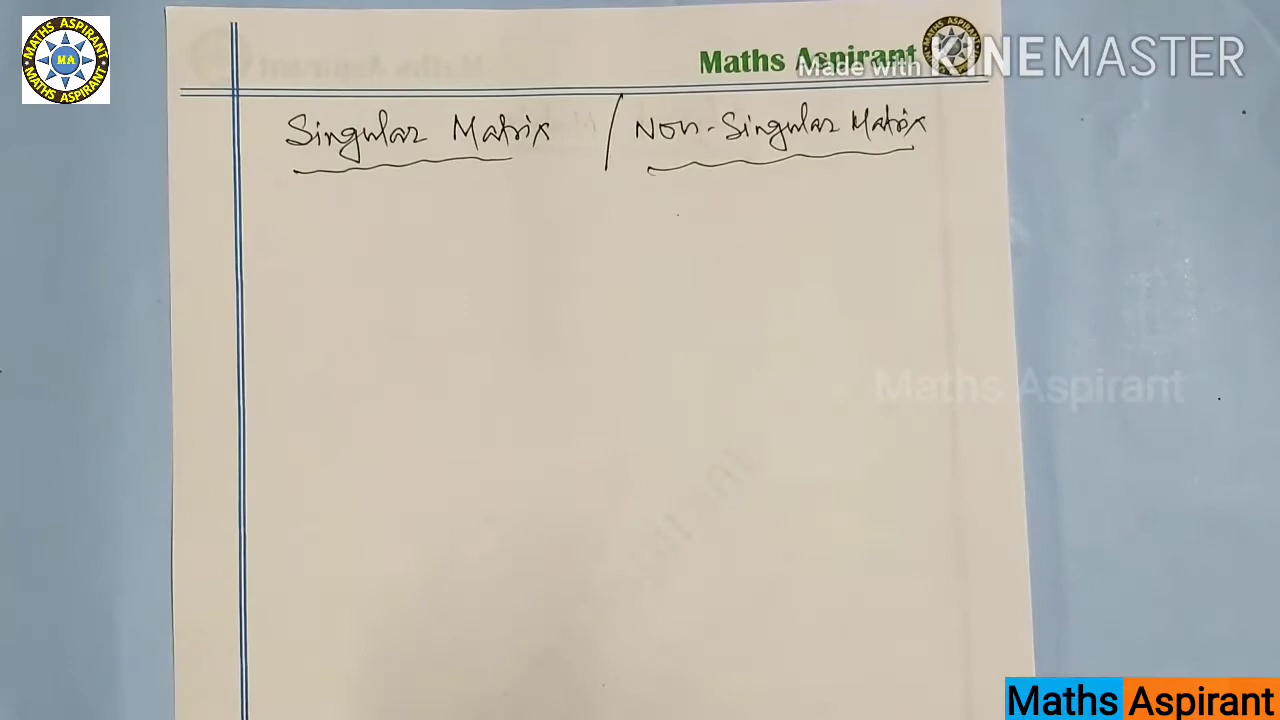 MATHS ASPIRANT
MA
MATHS ASPIRANT
Maths Aspirant
Made with KINEMASTER
Singular Matrix / Non-Singular Matrix
Maths Aspirant
Maths Aspirant